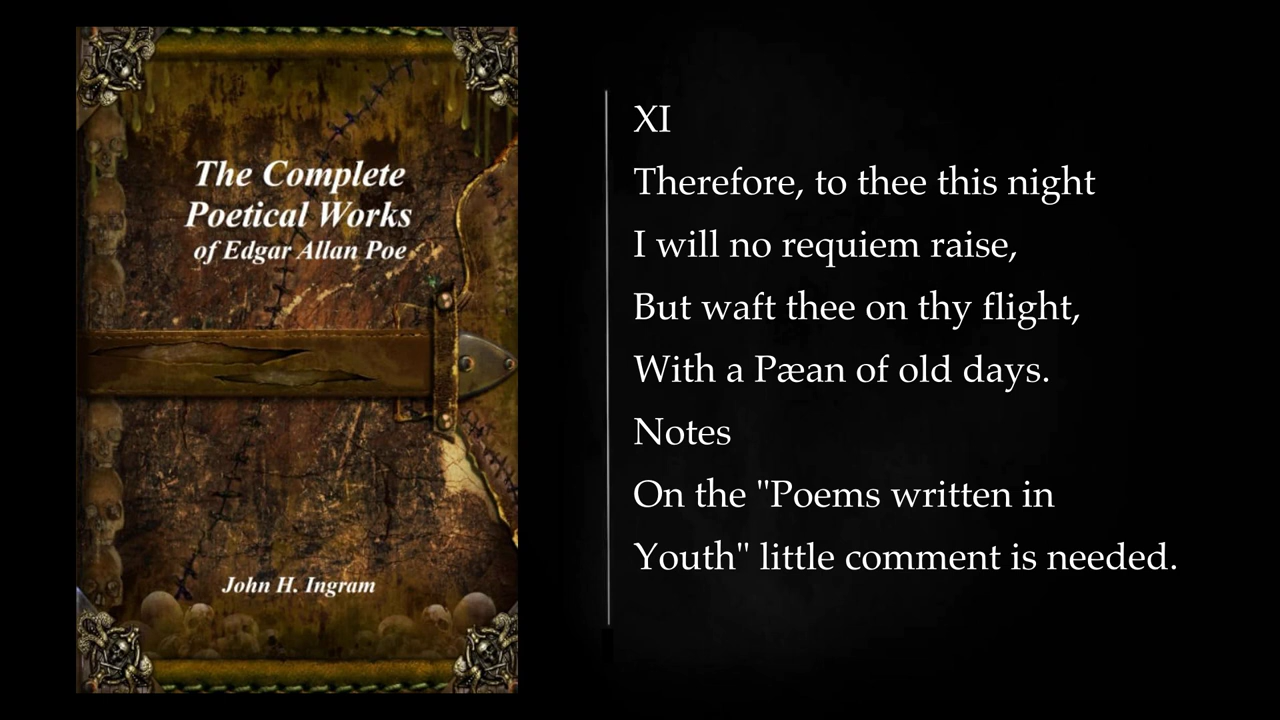 The Complete
Poetical Works
of Edgar Allan Poe
John H. Ingram
XI
Therefore, to thee this night
I will no requiem raise,
But waft thee on thy flight,
With a Pæan of old days.
Notes
On the "Poems written in
Youth" little comment is needed.